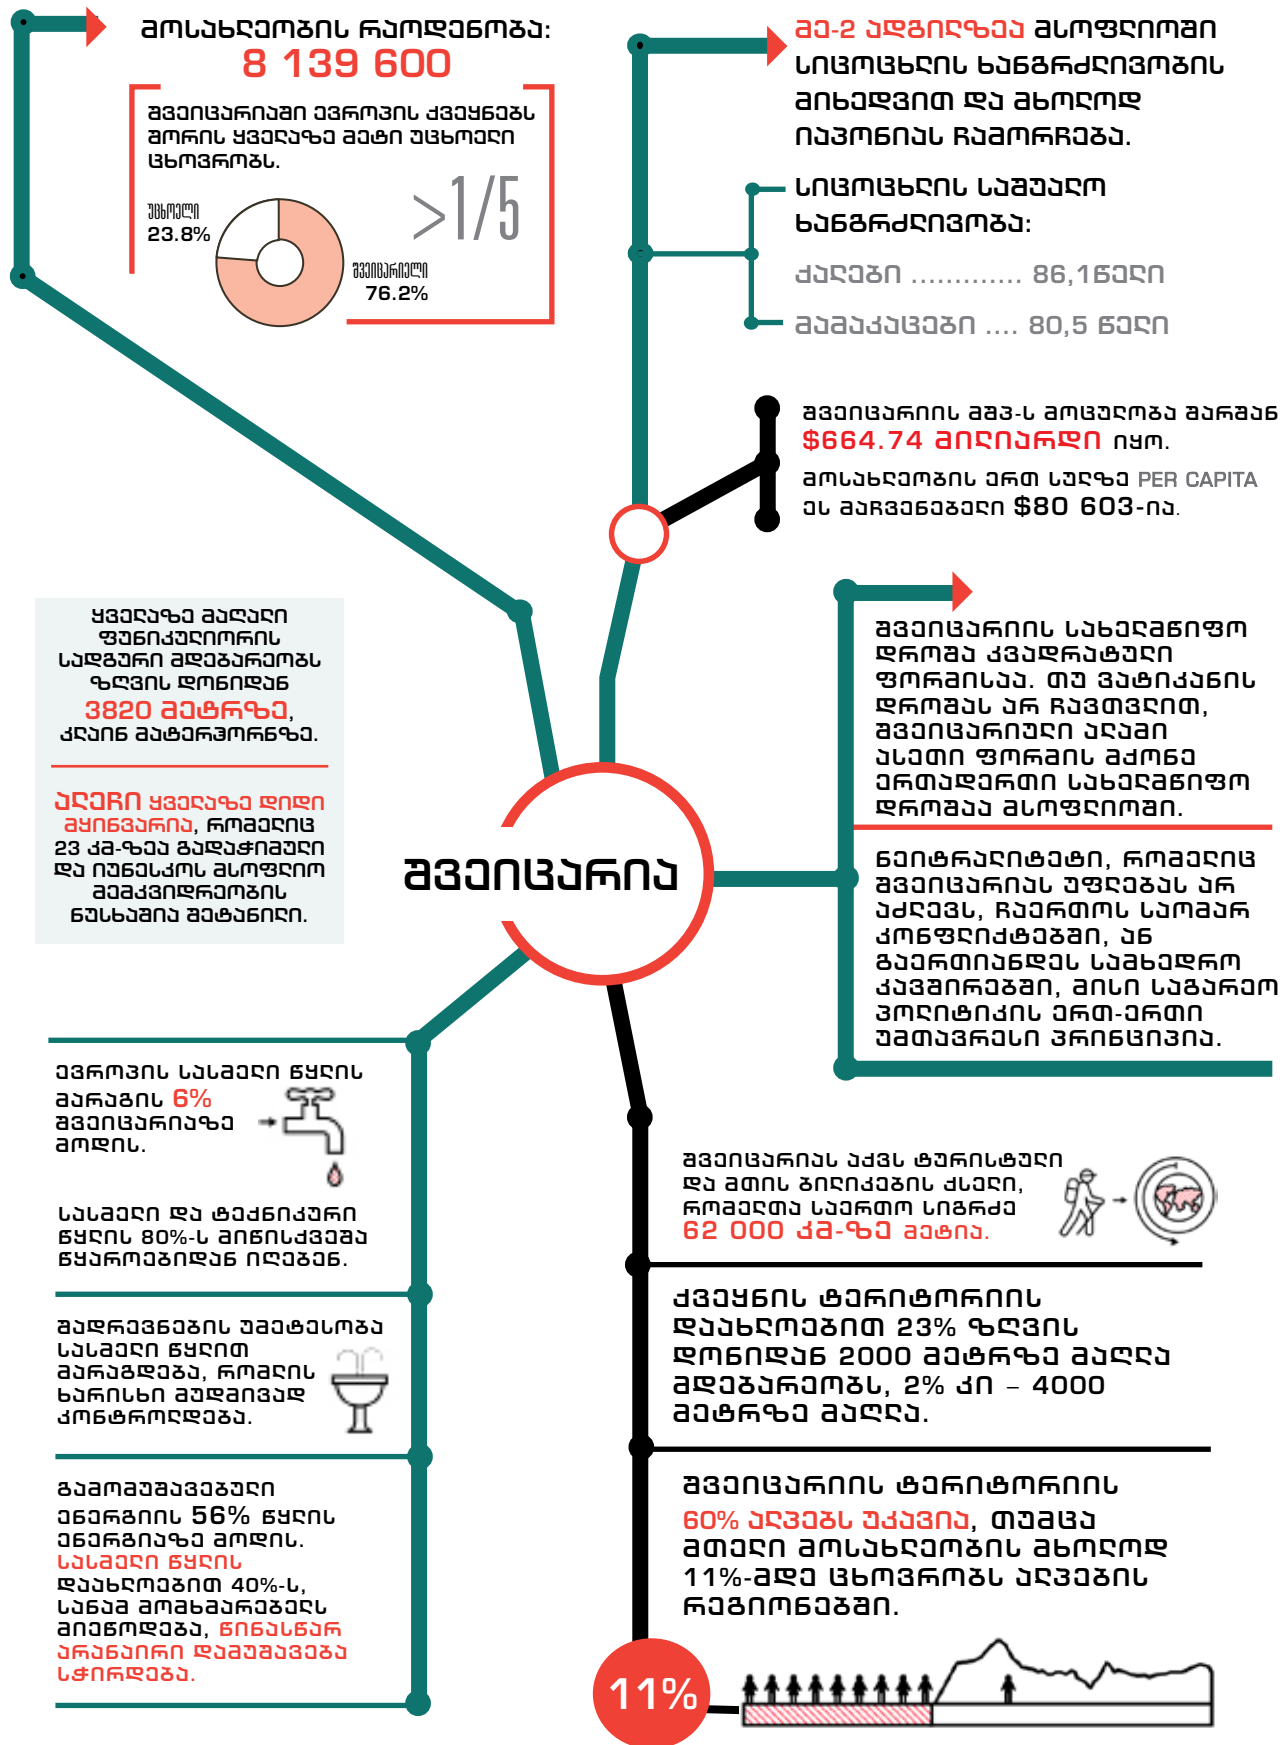 მოსახლეობის რაოდენობა:
8 139 600
შვეიცარიაში ევროპის ქვეყნებს
შორის ყველაზე მეტი უცხოელი
ცხოვრობს.
უცხოელი
23.8%
>1/5
შვეიცარიელი
76.2%
მე-2 ადგილზეა მსოფლიოში
სიცოცხლის ხანგრძლივობის
მიხედვით და მხოლოდ
იაპონიას ჩამორჩება.
სიცოცხლის საშუალო
ხანგრძლივობა:
ქალები ............. 86,1წელი
მამაკაცები .... 80,5 წელი
შვეიცარიის მშპ-ს მოცულობა შარშან
$664.74 მილიარდი იყო.
მოსახლეობის ერთ სულზე PER CAPITA
ეს მაჩვენებელი $80 603-ია.
ყველაზე მაღალი
ფუნიკულიორის
სადგური მდებარეობს
ზღვის დონიდან
3820 მეტრზე,
კლაინ მატერჰორნზე.
ალეჩი ყველაზე დიდი
მყინვარია, რომელიც
23 კმ-ზეა გადაჭიმული
და იუნესკოს მსოფლიო
მემკვიდრეობის
ნუსხაშია შეტანილი.
შვეიცარიის სახელმწიფო
დროშა კვადრატული
ფორმისაა. თუ ვატიკანის
დროშას არ ჩავთვლით,
შვეიცარიული ალამი
ასეთი ფორმის მქონე
ერთადერთი სახელმწიფო
დროშაა მსოფლიოში.
შვეიცარია
ნეიტრალიტეტი, რომელიც
შვეიცარიას უფლებას არ
აძლევს, ჩაერთოს საომარ
კონფლიქტებში, ან
გაერთიანდეს სამხედრო
კავშირებში, მისი საგარეო
პოლიტიკის ერთ-ერთი
უმთავრესი პრინციპია.
ევროპის სასმელი წყლის
მარაგის 6%
შვეიცარიაზე
მოდის.
სასმელი და ტექნიკური
წყლის 80%-ს მიწისქვეშა
წყაროებიდან იღებენ.
შადრევნების უმეტესობა
სასმელი წყლით
მარაგდება, რომლის
ხარისხი მუდმივად
კონტროლდება.
გამომუშავებული
ენერგიის 56% წყლის
ენერგიაზე მოდის.
სასმელი წყლის
დაახლოებით 40%-ს,
სანამ მომხმარებელს
მიეწოდება, წინასწარ
არანაირი დამუშავება
სჭირდება.
შვეიცარიას აქვს ტურისტული
და მთის ბილიკების ქსელი,
რომელთა საერთო სიგრძე
62 000 კმ-ზე მეტია.
ქვეყნის ტერიტორიის
დაახლოებით 23% ზღვის
დონიდან 2000 მეტრზე მაღლა
მდებარეობს, 2% კი – 4000
მეტრზე მაღლა.
შვეიცარიის ტერიტორიის
60% ალპებს უკავია, თუმცა
მთელი მოსახლეობის მხოლოდ
11%-მდე ცხოვრობს ალპების
რეგიონებში.
11%